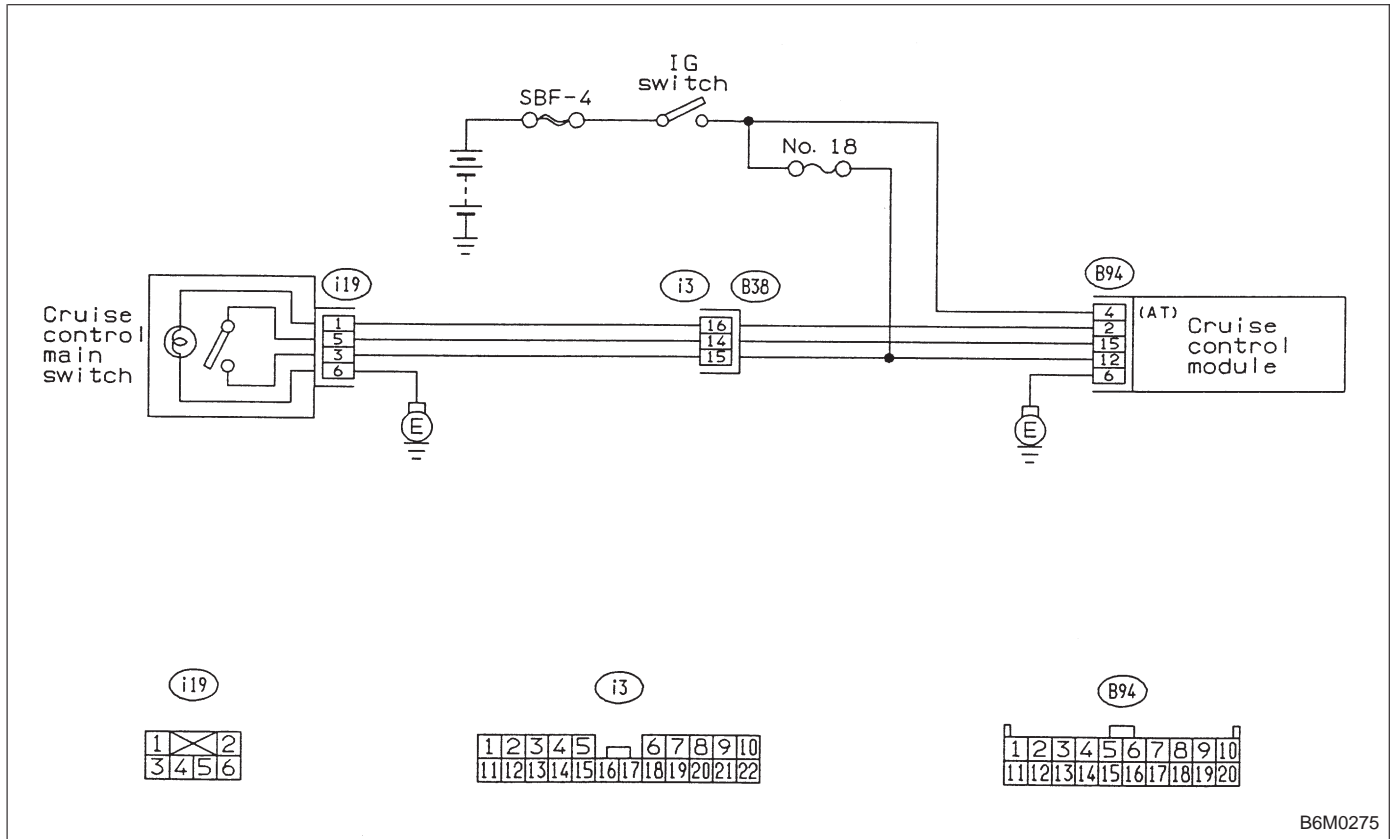 IG
switch
SBF-4
No. 18
i19
i3
B38
B94
Cruise
control
main
switch
1
5
3
6
16
14
15
4
2
15
12
6
(AT)
Cruise
control
module
E
E
i19
i3
B94
1 2
3 4 5 6
1 2 3 4 5 6 7 8 9 10
11 12 13 14 15 16 17 18 19 20 21 22
1 2 3 4 5 6 7 8 9 10
11 12 13 14 15 16 17 18 19 20
B6M0275